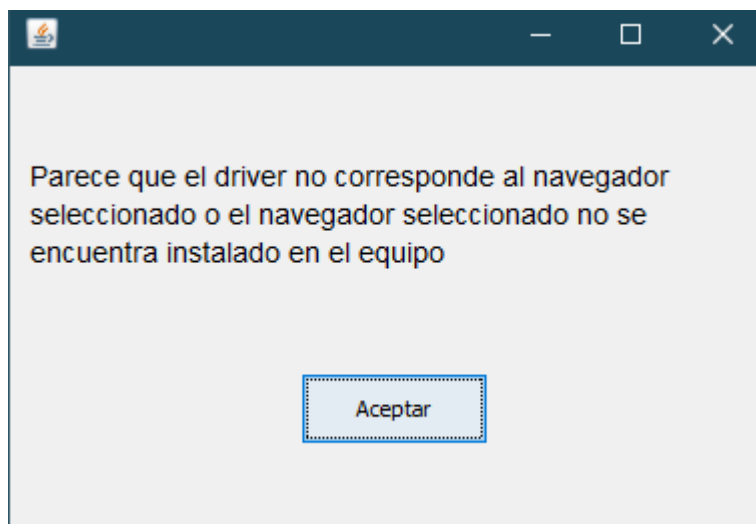 Parece que el driver no corresponde al navegador
seleccionado o el navegador seleccionado no se
encuentra instalado en el equipo
Aceptar